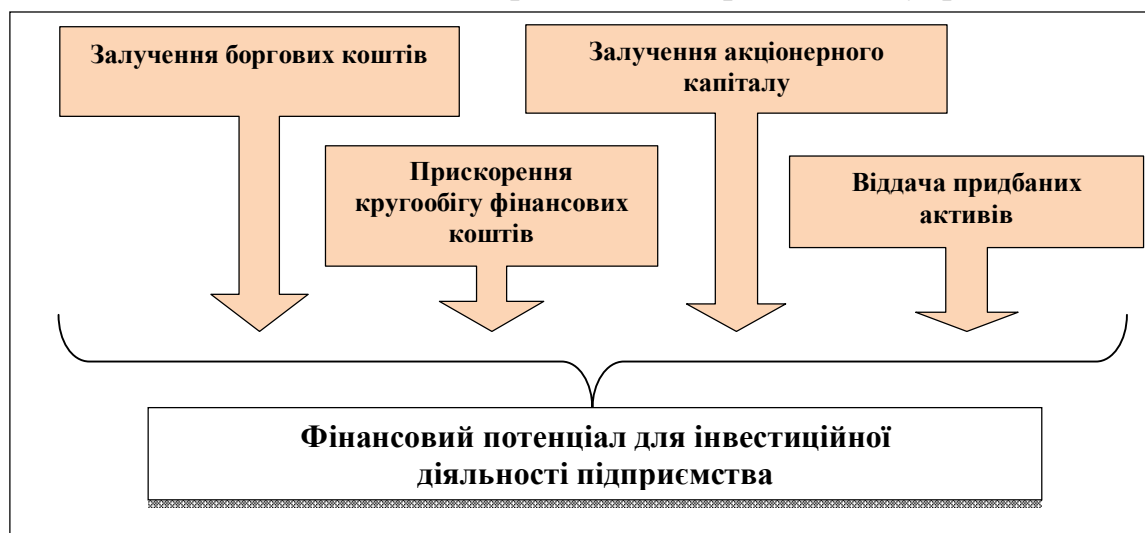 Залучення боргових коштів
Залучення акціонерного
капіталу
Прискорення
кругообігу фінансових
коштів
Віддача придбаних
активів
Фінансовий потенціал для інвестиційної
діяльності підприємства